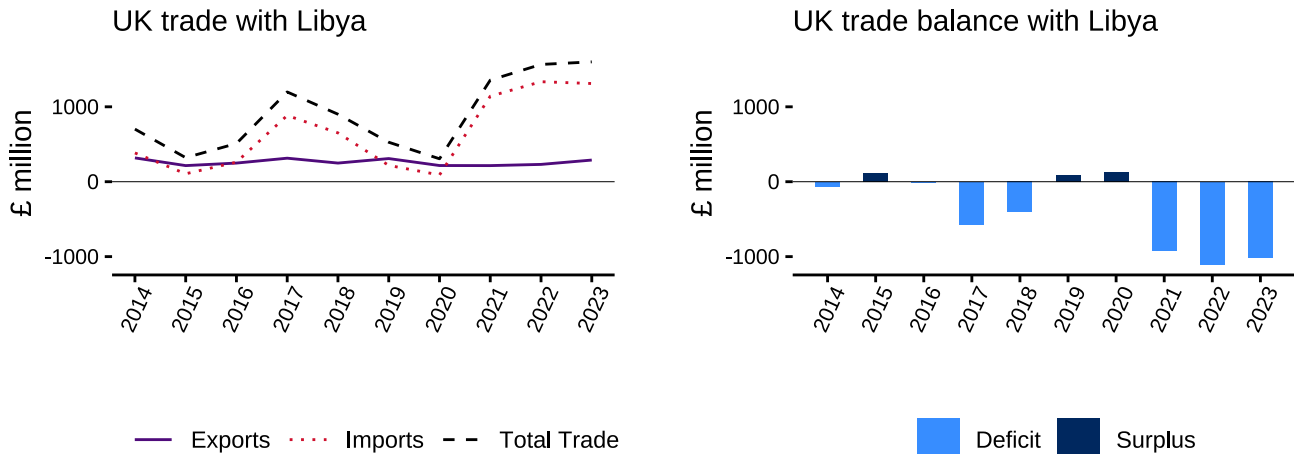 UK trade with Libya
£ million
1000
0
-1000
2014
2015
2016
2017
2018
2019
2020
2021
2022
2023
Exports
Imports
Total Trade
UK trade balance with Libya
£ million
1000
0
-1000
2014
2015
2016
2017
2018
2019
2020
2021
2022
2023
Deficit
Surplus